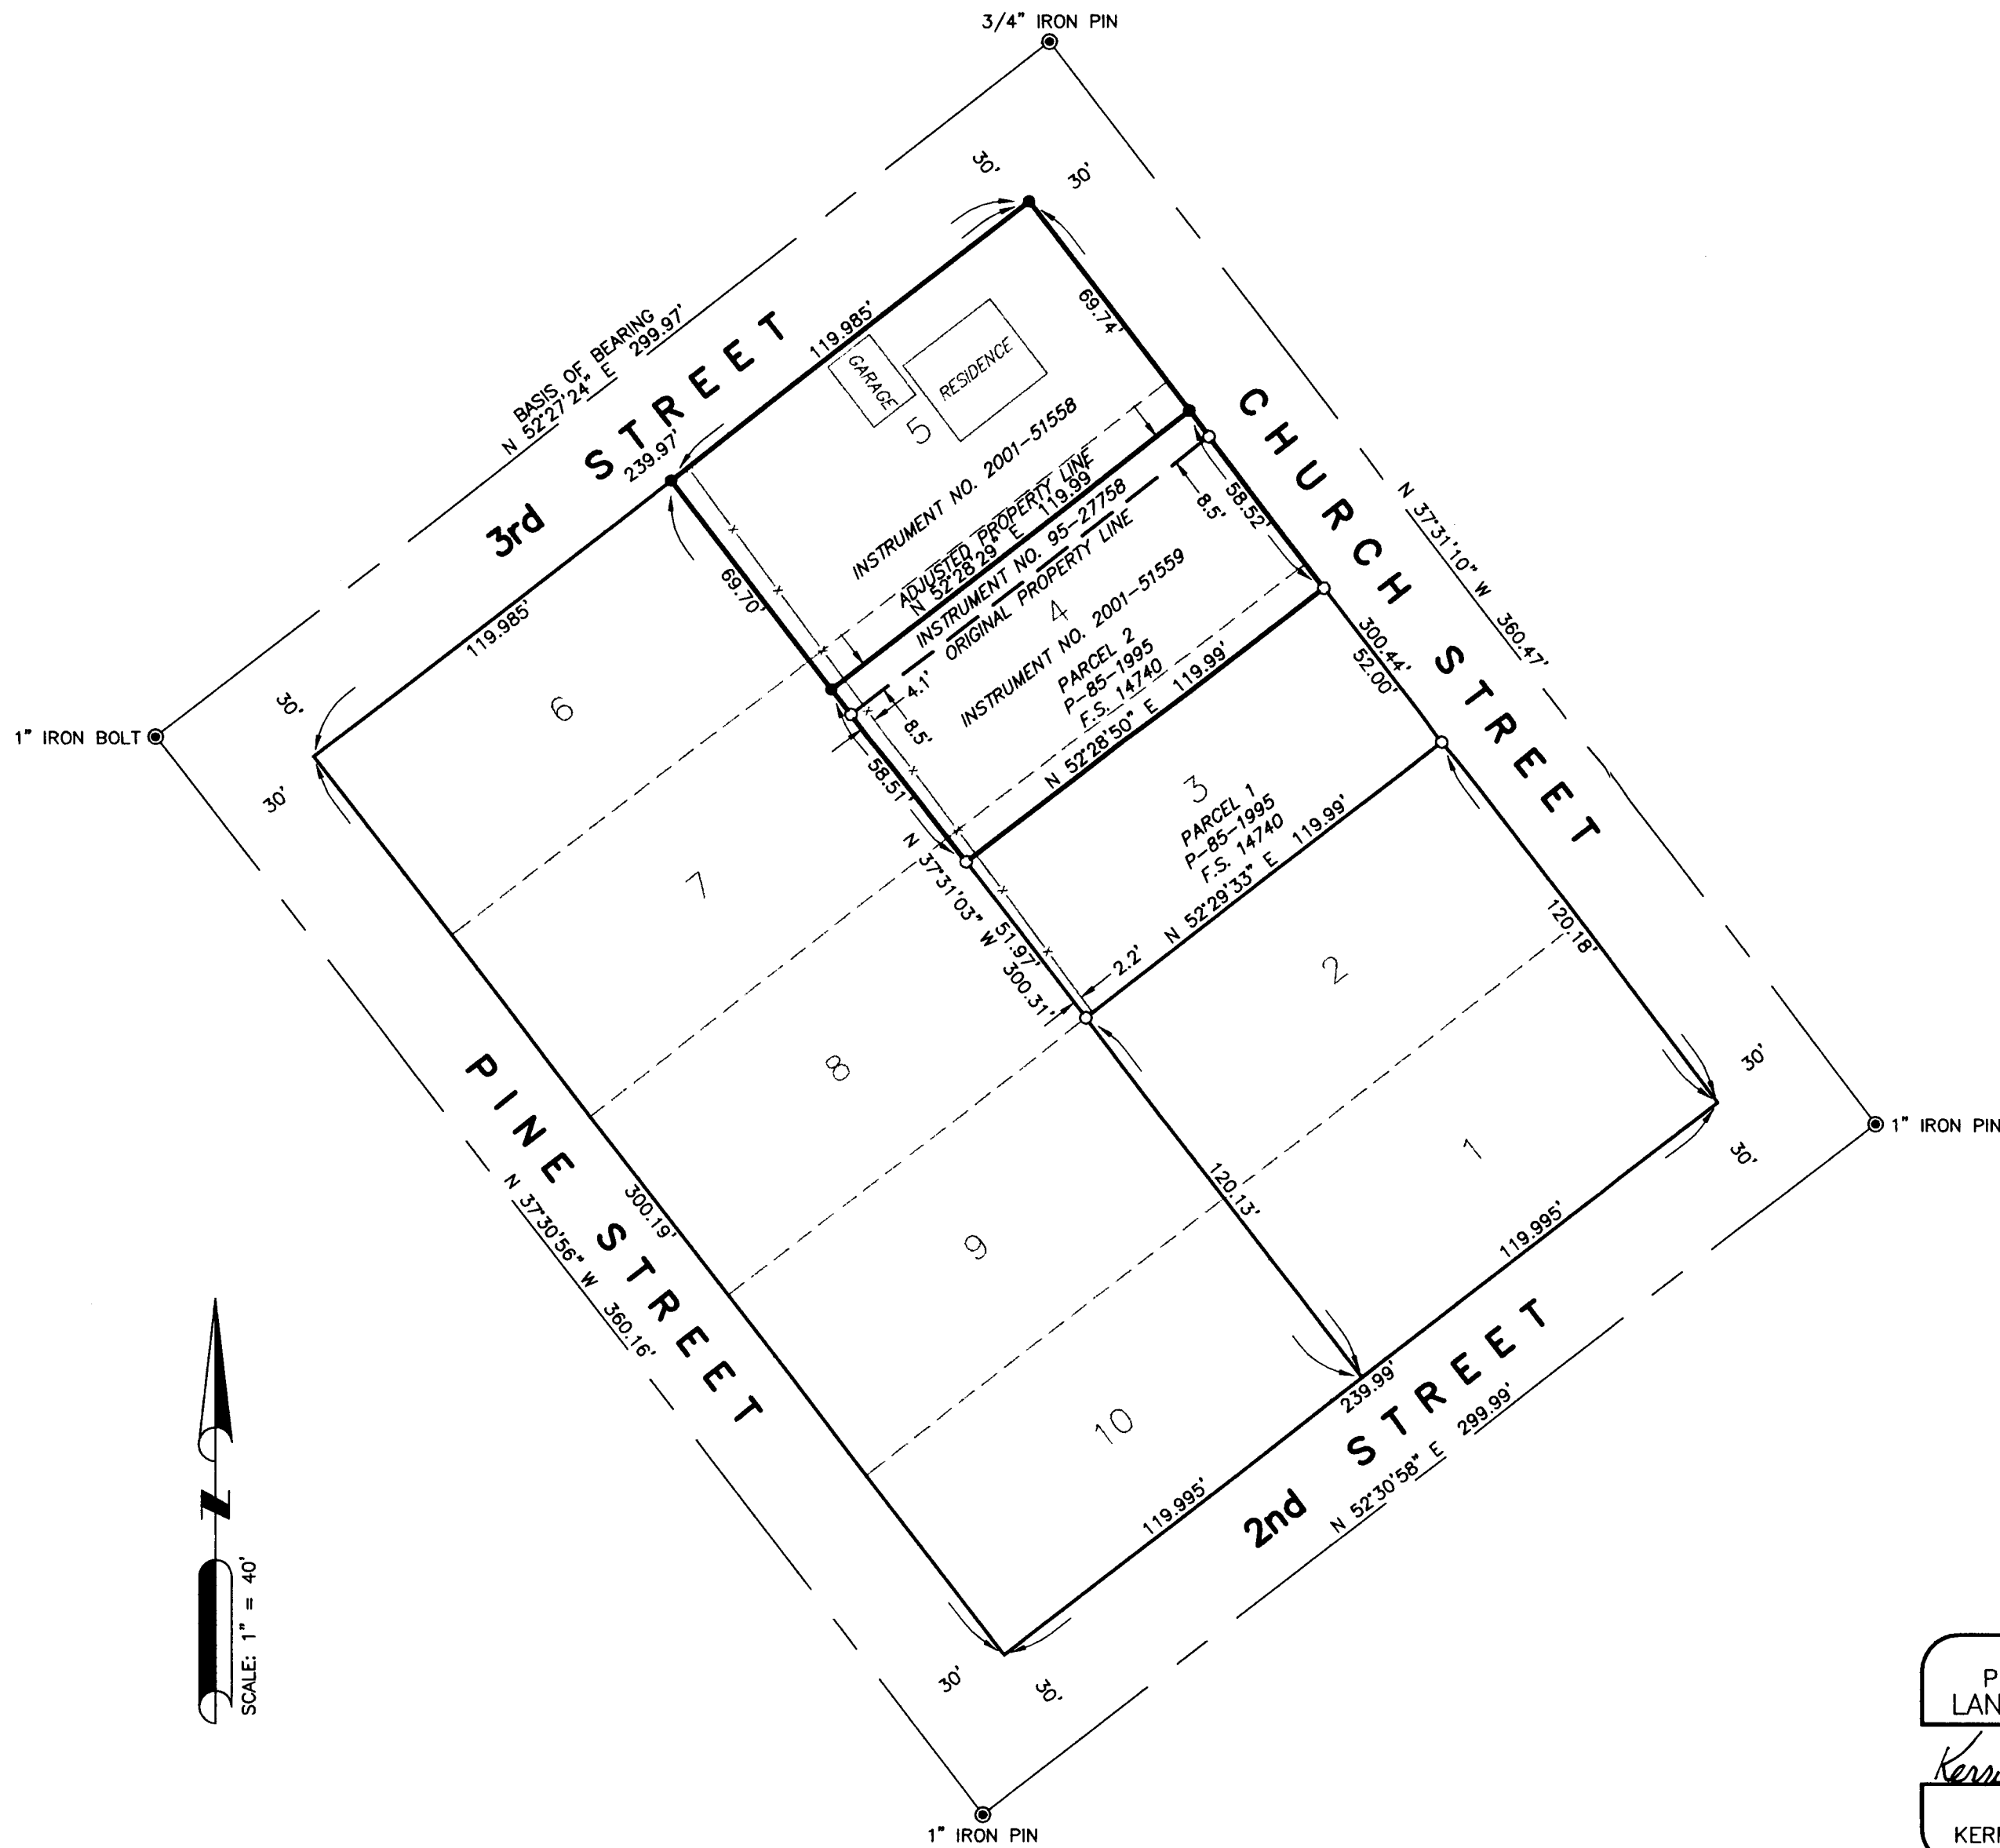 3/4" IRON PIN
30'
30'
BASIS OF BEARING
N 52°27'24" E 299.97'
3rd STREET
239.97'
119.985'
119.985'
69.74'
GARAGE
RESIDENCE
5
INSTRUMENT NO. 2001-51558
ADJUSTED PROPERTY LINE
N 52°28'29" E 119.99'
INSTRUMENT NO. 95-27758
ORIGINAL PROPERTY LINE
8.5'
58.52'
CHURCH STREET
N 37°31'10" W 360.47'
69.70'
4
INSTRUMENT NO. 2001-51559
PARCEL 2
P-85-1995
F.S. 14740
N 52°28'50" E 119.99'
4.1'
8.5'
58.51'
300.44'
52.00'
6
30'
1" IRON BOLT
30'
7
3
PARCEL 1
P-85-1995
F.S. 14740
N 52°29'33" E 119.99'
N 37°31'03" W 300.31'
51.97'
2.2'
120.18'
2
8
30'
1" IRON PIN
30'
1
120.13'
119.995'
PINE STREET
300.19'
N 37°30'56" W 360.16'
9
10
239.99'
2nd STREET
N 52°30'58" E 299.99'
119.995'
30'
30'
1" IRON PIN
N
SCALE: 1" = 40'
P
LAN
KER